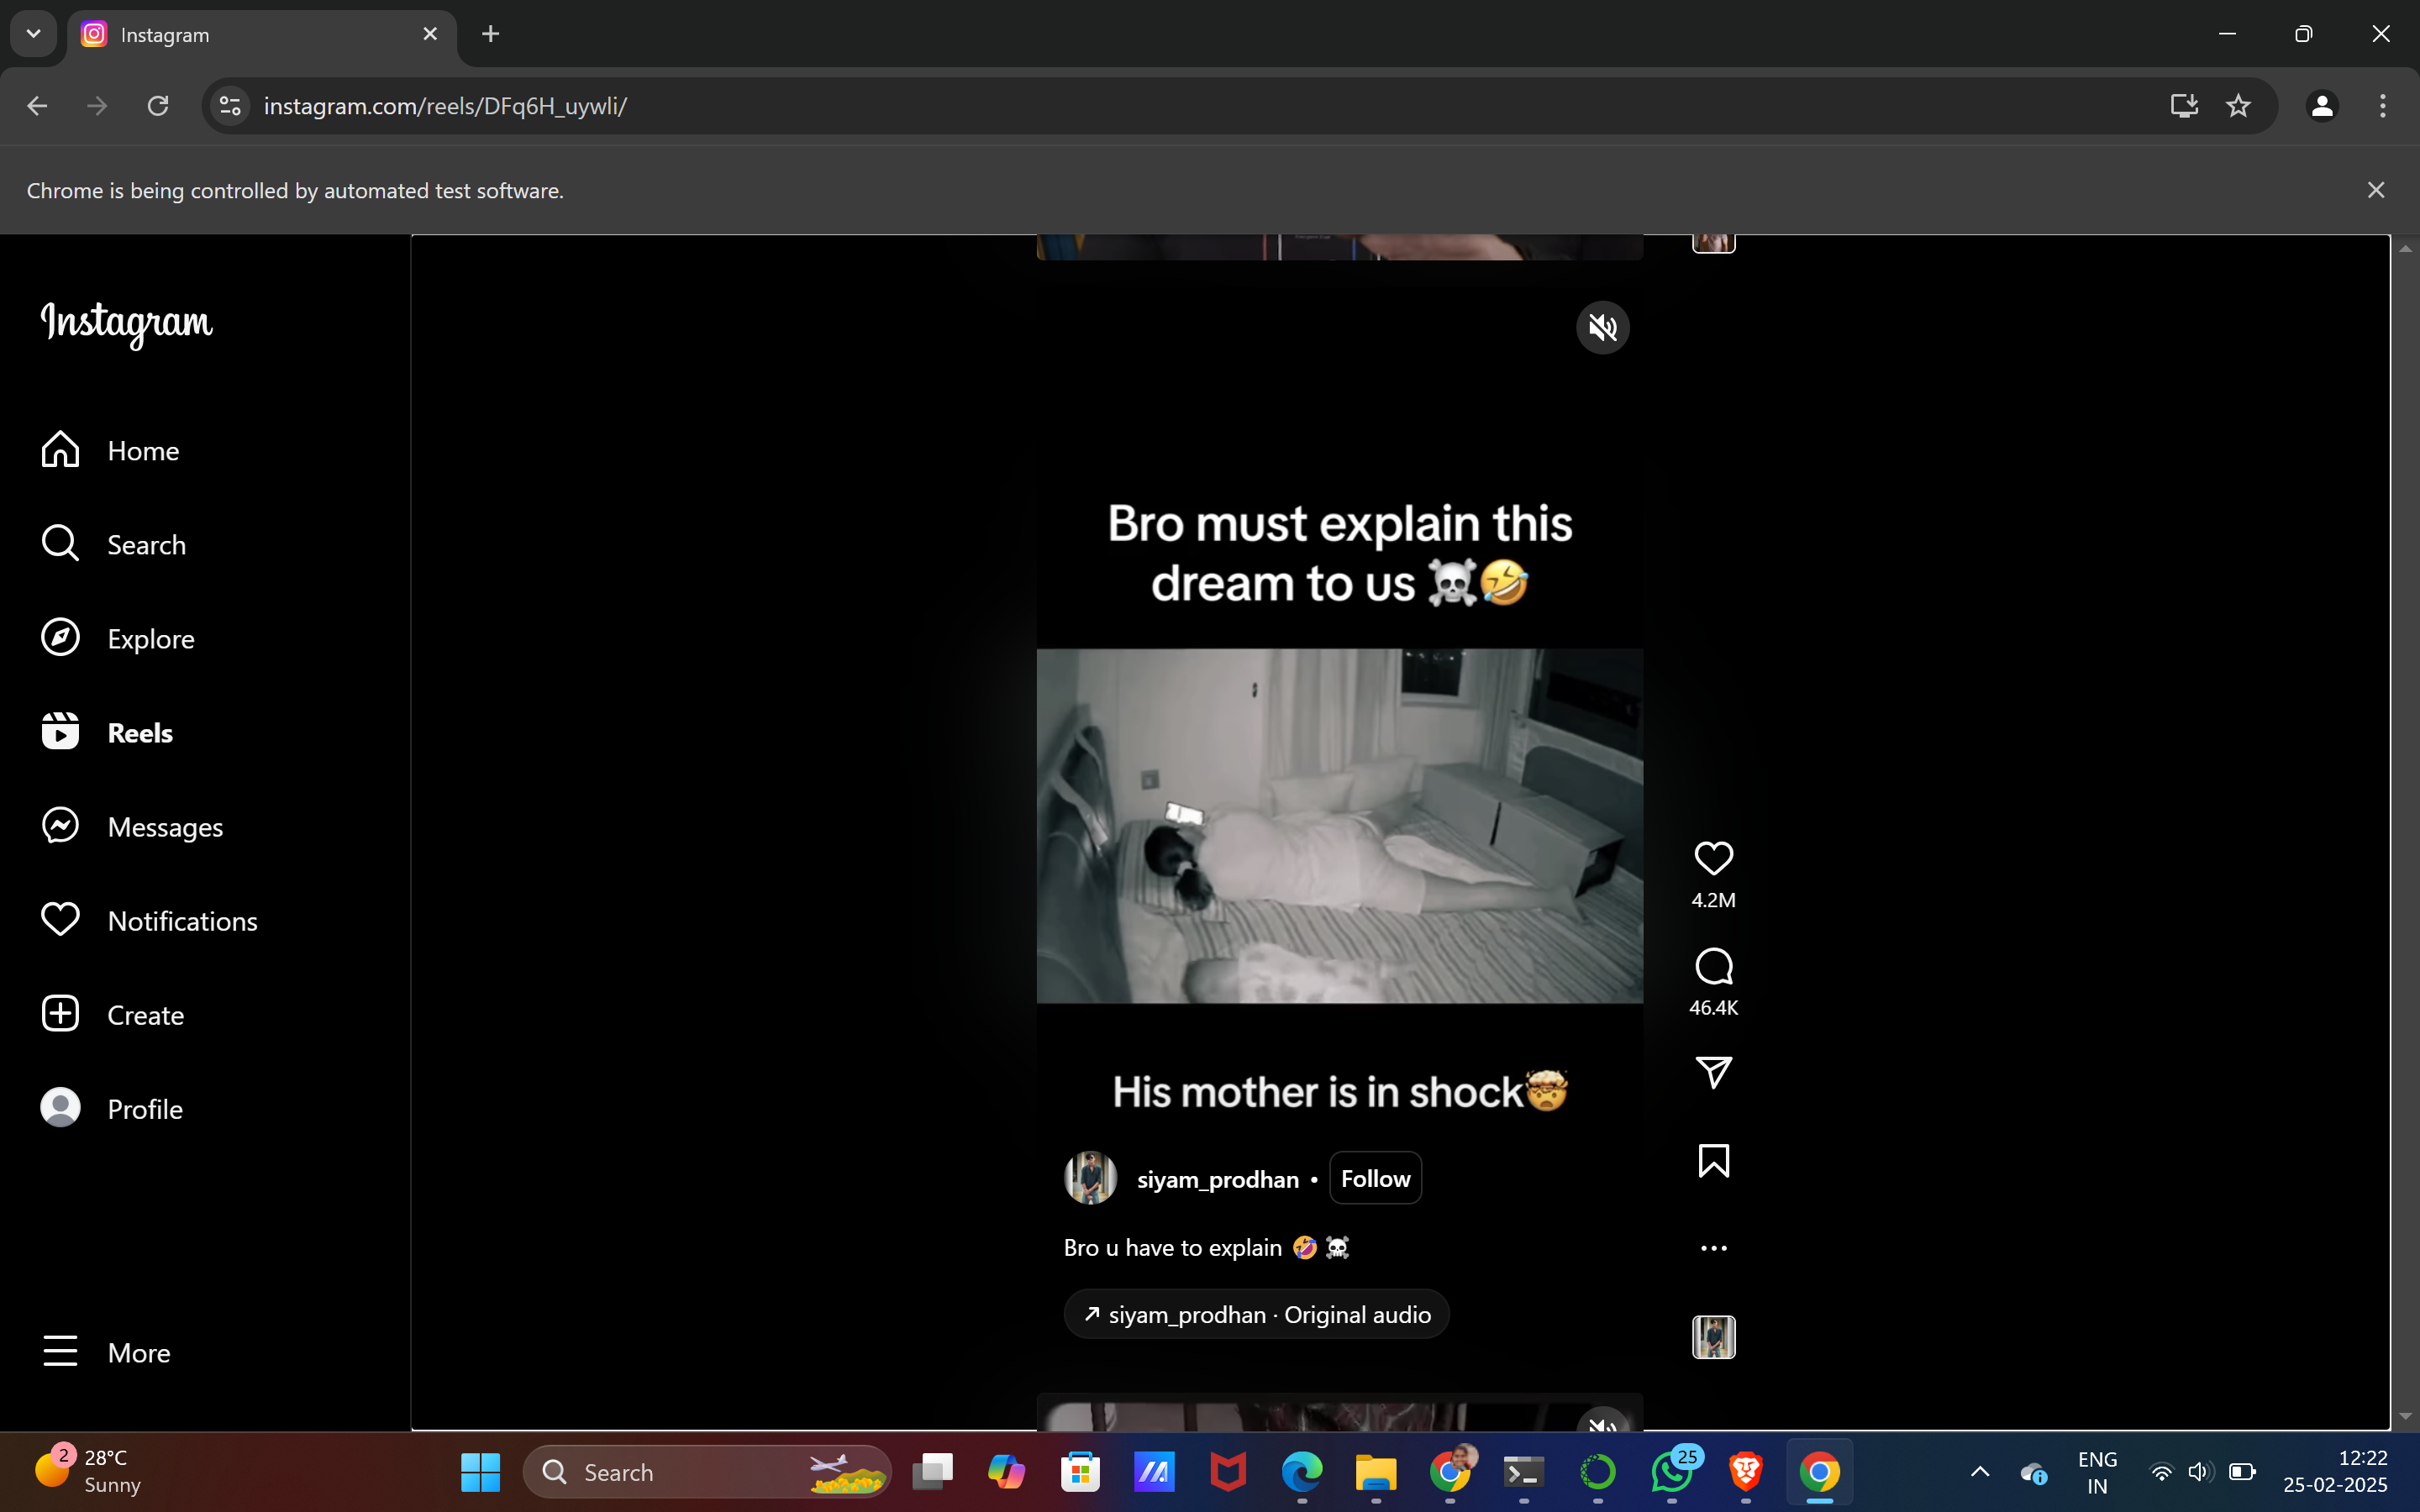 Instagram
instagram.com/reels/DFq6H_uywli/
Chrome is being controlled by automated test software.
Instagram
Home
Search
Explore
Reels
Messages
Notifications
Create
Profile
More
Bro must explain this
dream to us ☠️🤣
His mother is in shock🤯
siyam_prodhan • Follow
Bro u have to explain 🤣 ☠️
siyam_prodhan · Original audio
4.2M
46.4K
2
28°C
Sunny
Search
25
ENG
IN
12:22
25-02-2025